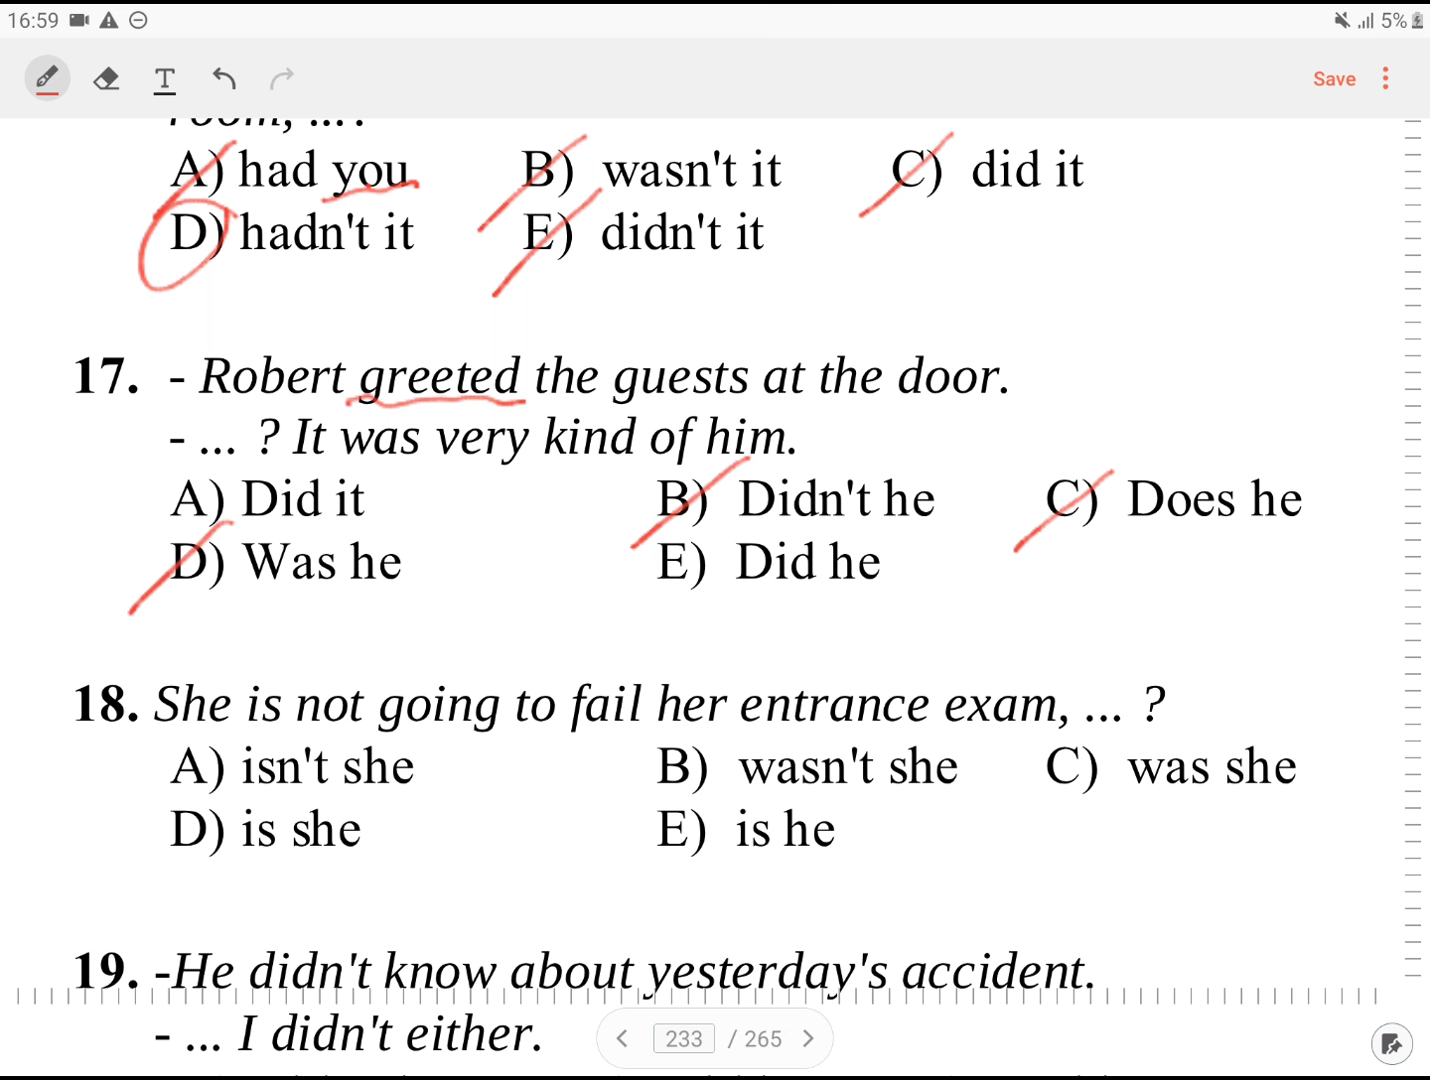 16:59
5%
Save
room, ... .
A) had you B) wasn't it C) did it
D) hadn't it E) didn't it
17. - Robert greeted the guests at the door.
- ... ? It was very kind of him.
A) Did it B) Didn't he C) Does he
D) Was he E) Did he
18. She is not going to fail her entrance exam, ... ?
A) isn't she B) wasn't she C) was she
D) is she E) is he
19. -He didn't know about yesterday's accident.
- ... I didn't either.
233 / 265